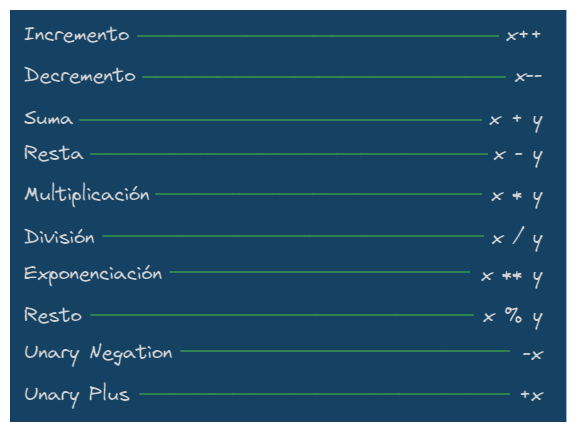 Incremento x++
Decremento x--
Suma x + y
Resta x - y
Multiplicación x * y
División x / y
Exponenciación x ** y
Resto x % y
Unary Negation -x
Unary Plus +x